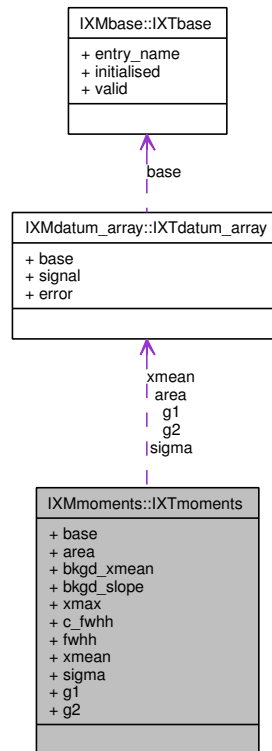 IXMbase::IXTbase
+ entry_name
+ initialised
+ valid
base
IXMdatum_array::IXTdatum_array
+ base
+ signal
+ error
xmean
area
g1
g2
sigma
IXMmoments::IXTmoments
+ base
+ area
+ bkgd_xmean
+ bkgd_slope
+ xmax
+ c_fwhh
+ fwhh
+ xmean
+ sigma
+ g1
+ g2